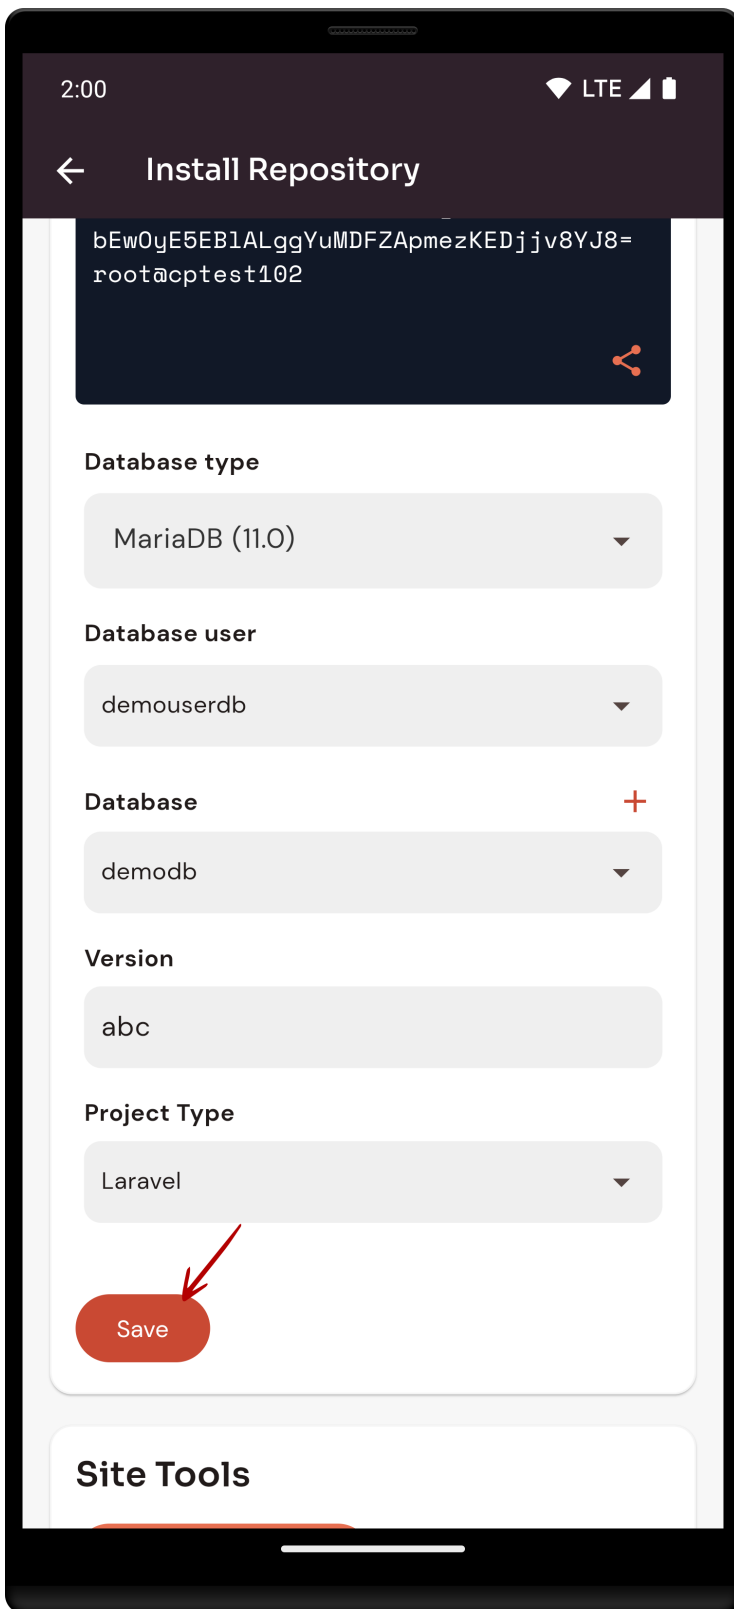 2:00
LTE
Install Repository
bEwOyE5EBlALggYuMDFZApmezKEDjjv8YJ8=
root@cptest102
Database type
MariaDB (11.0)
Database user
demouserdb
Database
demodb
Version
abc
Project Type
Laravel
Save
Site Tools